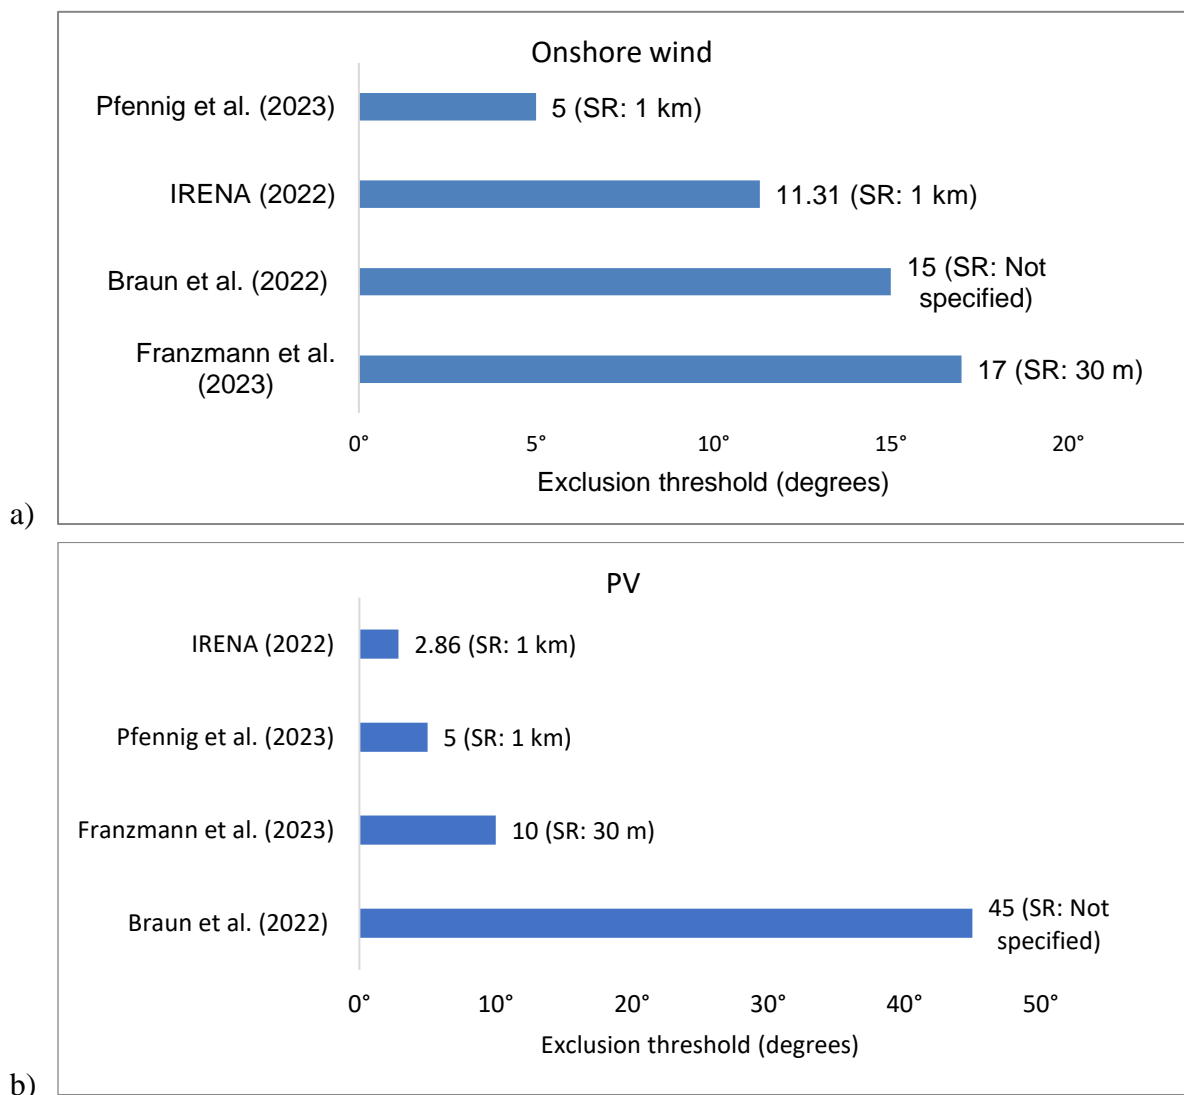 Onshore wind
Pfennig et al. (2023)
5 (SR: 1 km)
IRENA (2022)
11.31 (SR: 1 km)
Braun et al. (2022)
15 (SR: Not
specified)
Franzmann et al.
(2023)
17 (SR: 30 m)
0° 5° 10° 15° 20°
Exclusion threshold (degrees)
a)
PV
IRENA (2022)
2.86 (SR: 1 km)
Pfennig et al. (2023)
5 (SR: 1 km)
Franzmann et al. (2023)
10 (SR: 30 m)
Braun et al. (2022)
45 (SR: Not
specified)
0° 10° 20° 30° 40° 50°
Exclusion threshold (degrees)
b)